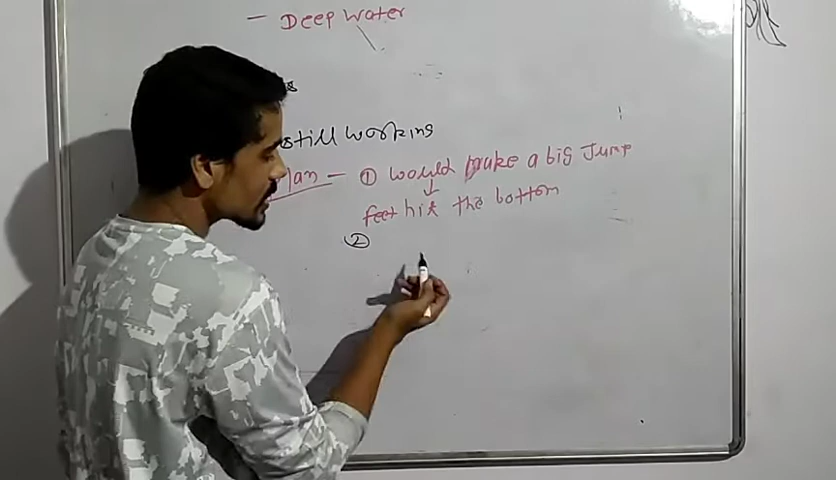 - Deep Water
still working
Plan - ① would make a big Jump
↓
feet hit the bottom
②